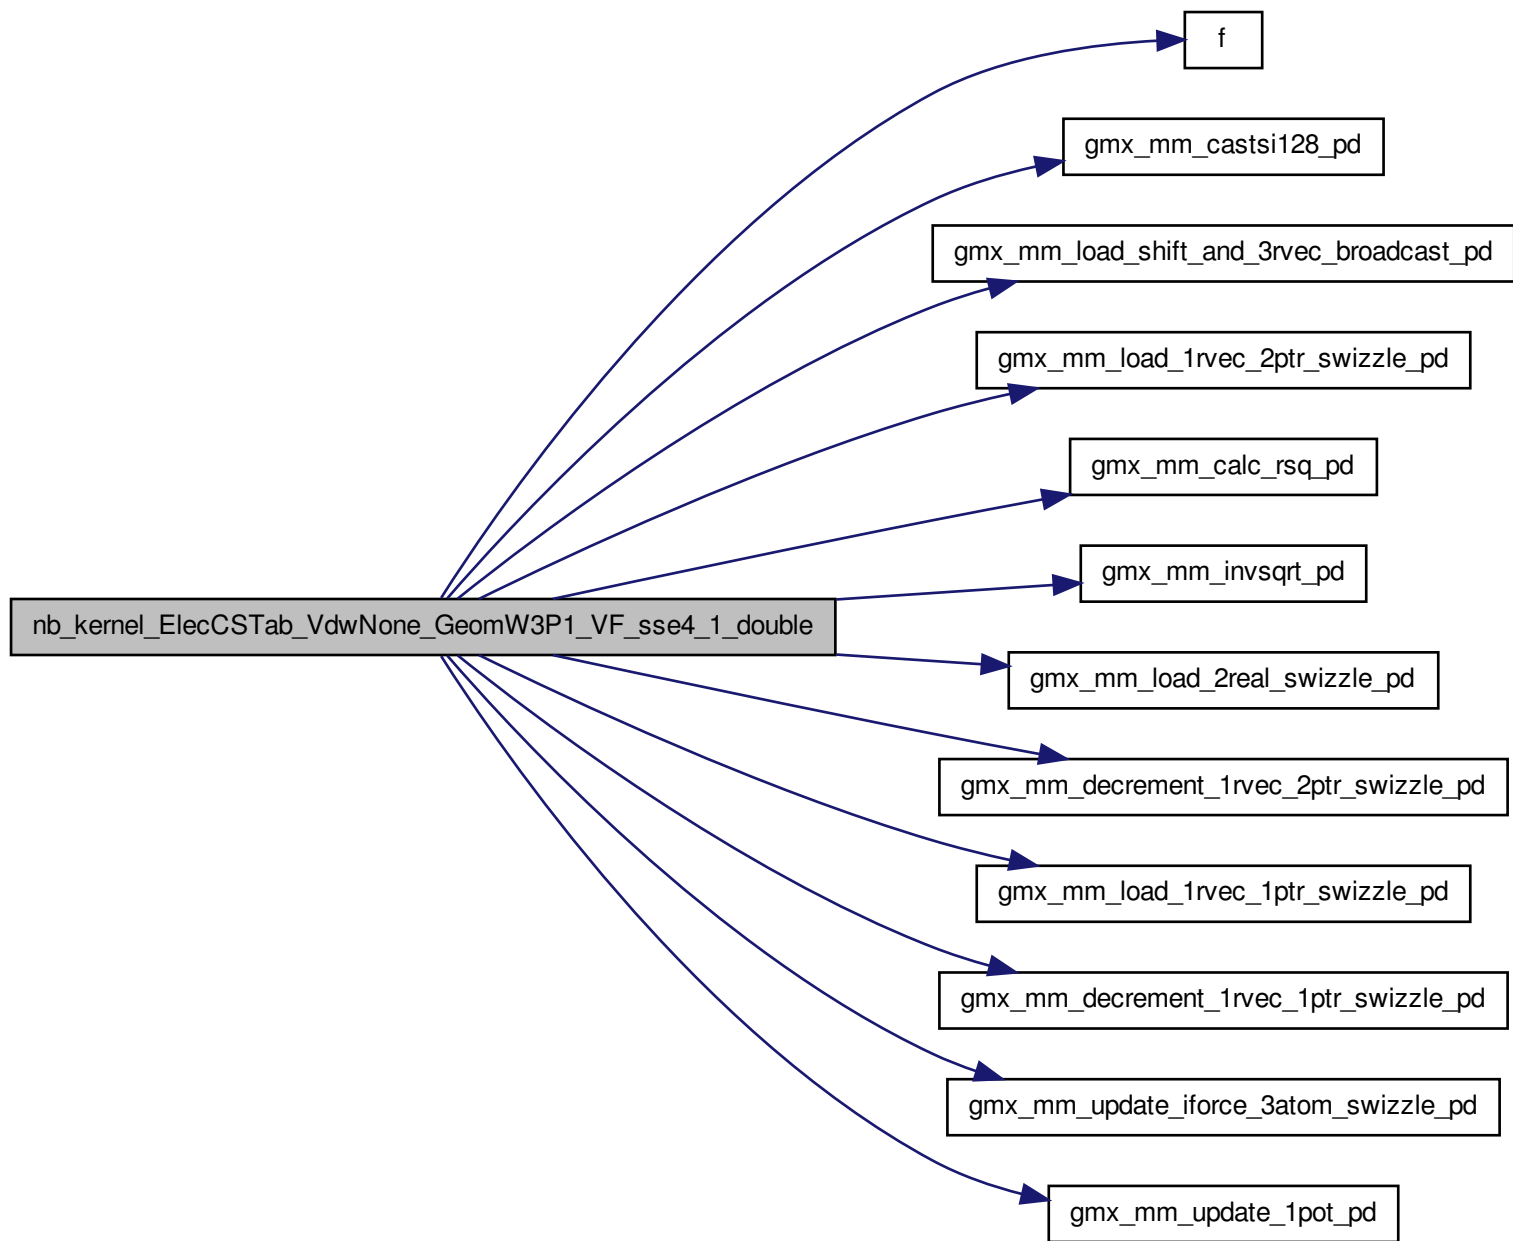 f
gmx_mm_castsi128_pd
gmx_mm_load_shift_and_3rvec_broadcast_pd
gmx_mm_load_1rvec_2ptr_swizzle_pd
gmx_mm_calc_rsq_pd
gmx_mm_invsqrt_pd
nb_kernel_ElecCSTab_VdwNone_GeomW3P1_VF_sse4_1_double
gmx_mm_load_2real_swizzle_pd
gmx_mm_decrement_1rvec_2ptr_swizzle_pd
gmx_mm_load_1rvec_1ptr_swizzle_pd
gmx_mm_decrement_1rvec_1ptr_swizzle_pd
gmx_mm_update_iforce_3atom_swizzle_pd
gmx_mm_update_1pot_pd